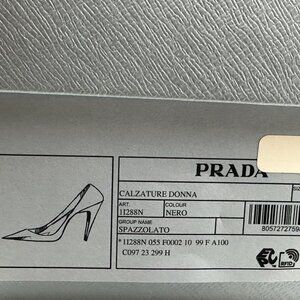 PRADA
CALZATURE DONNA
ART.
COLOUR
1I288N
NERO
GROUP NAME
SPAZZOLATO
* 1I288N 055 F0002 10 99 F A100
C097 23 299 H
RFID